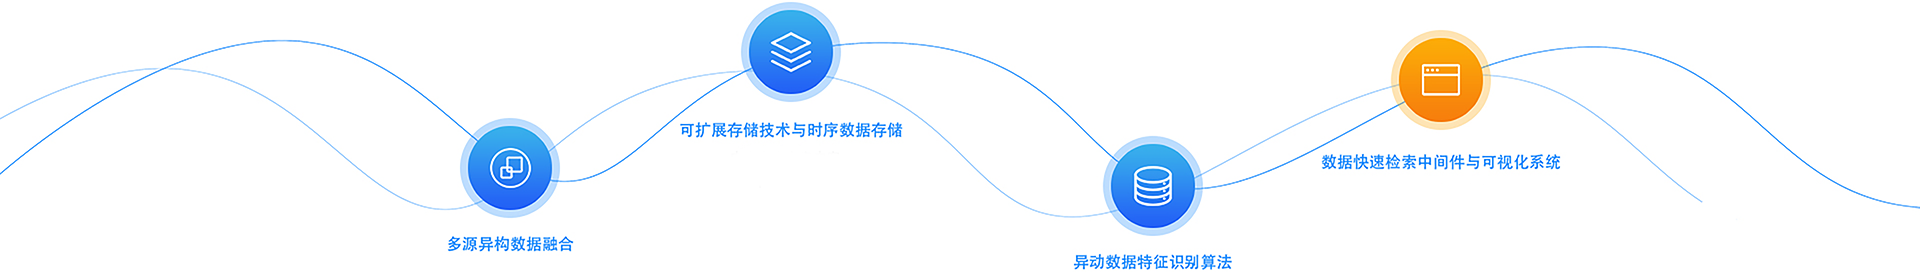 多源异构数据融合
可扩展存储技术与时序数据存储
异动数据特征识别算法
数据快速检索中间件与可视化系统